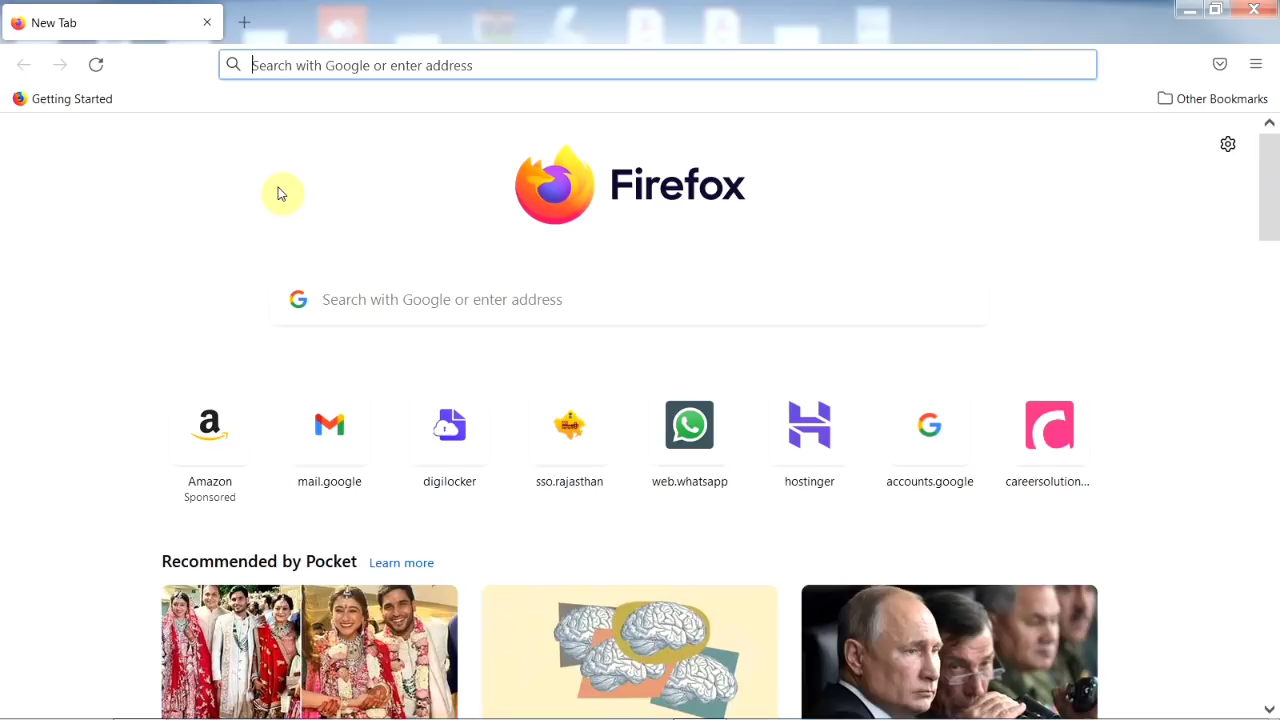 New Tab
Search with Google or enter address
Getting Started
Other Bookmarks
Firefox
Search with Google or enter address
Amazon
Sponsored
mail.google
digilocker
sso.rajasthan
web.whatsapp
hostinger
accounts.google
careersolution...
Recommended by Pocket Learn more